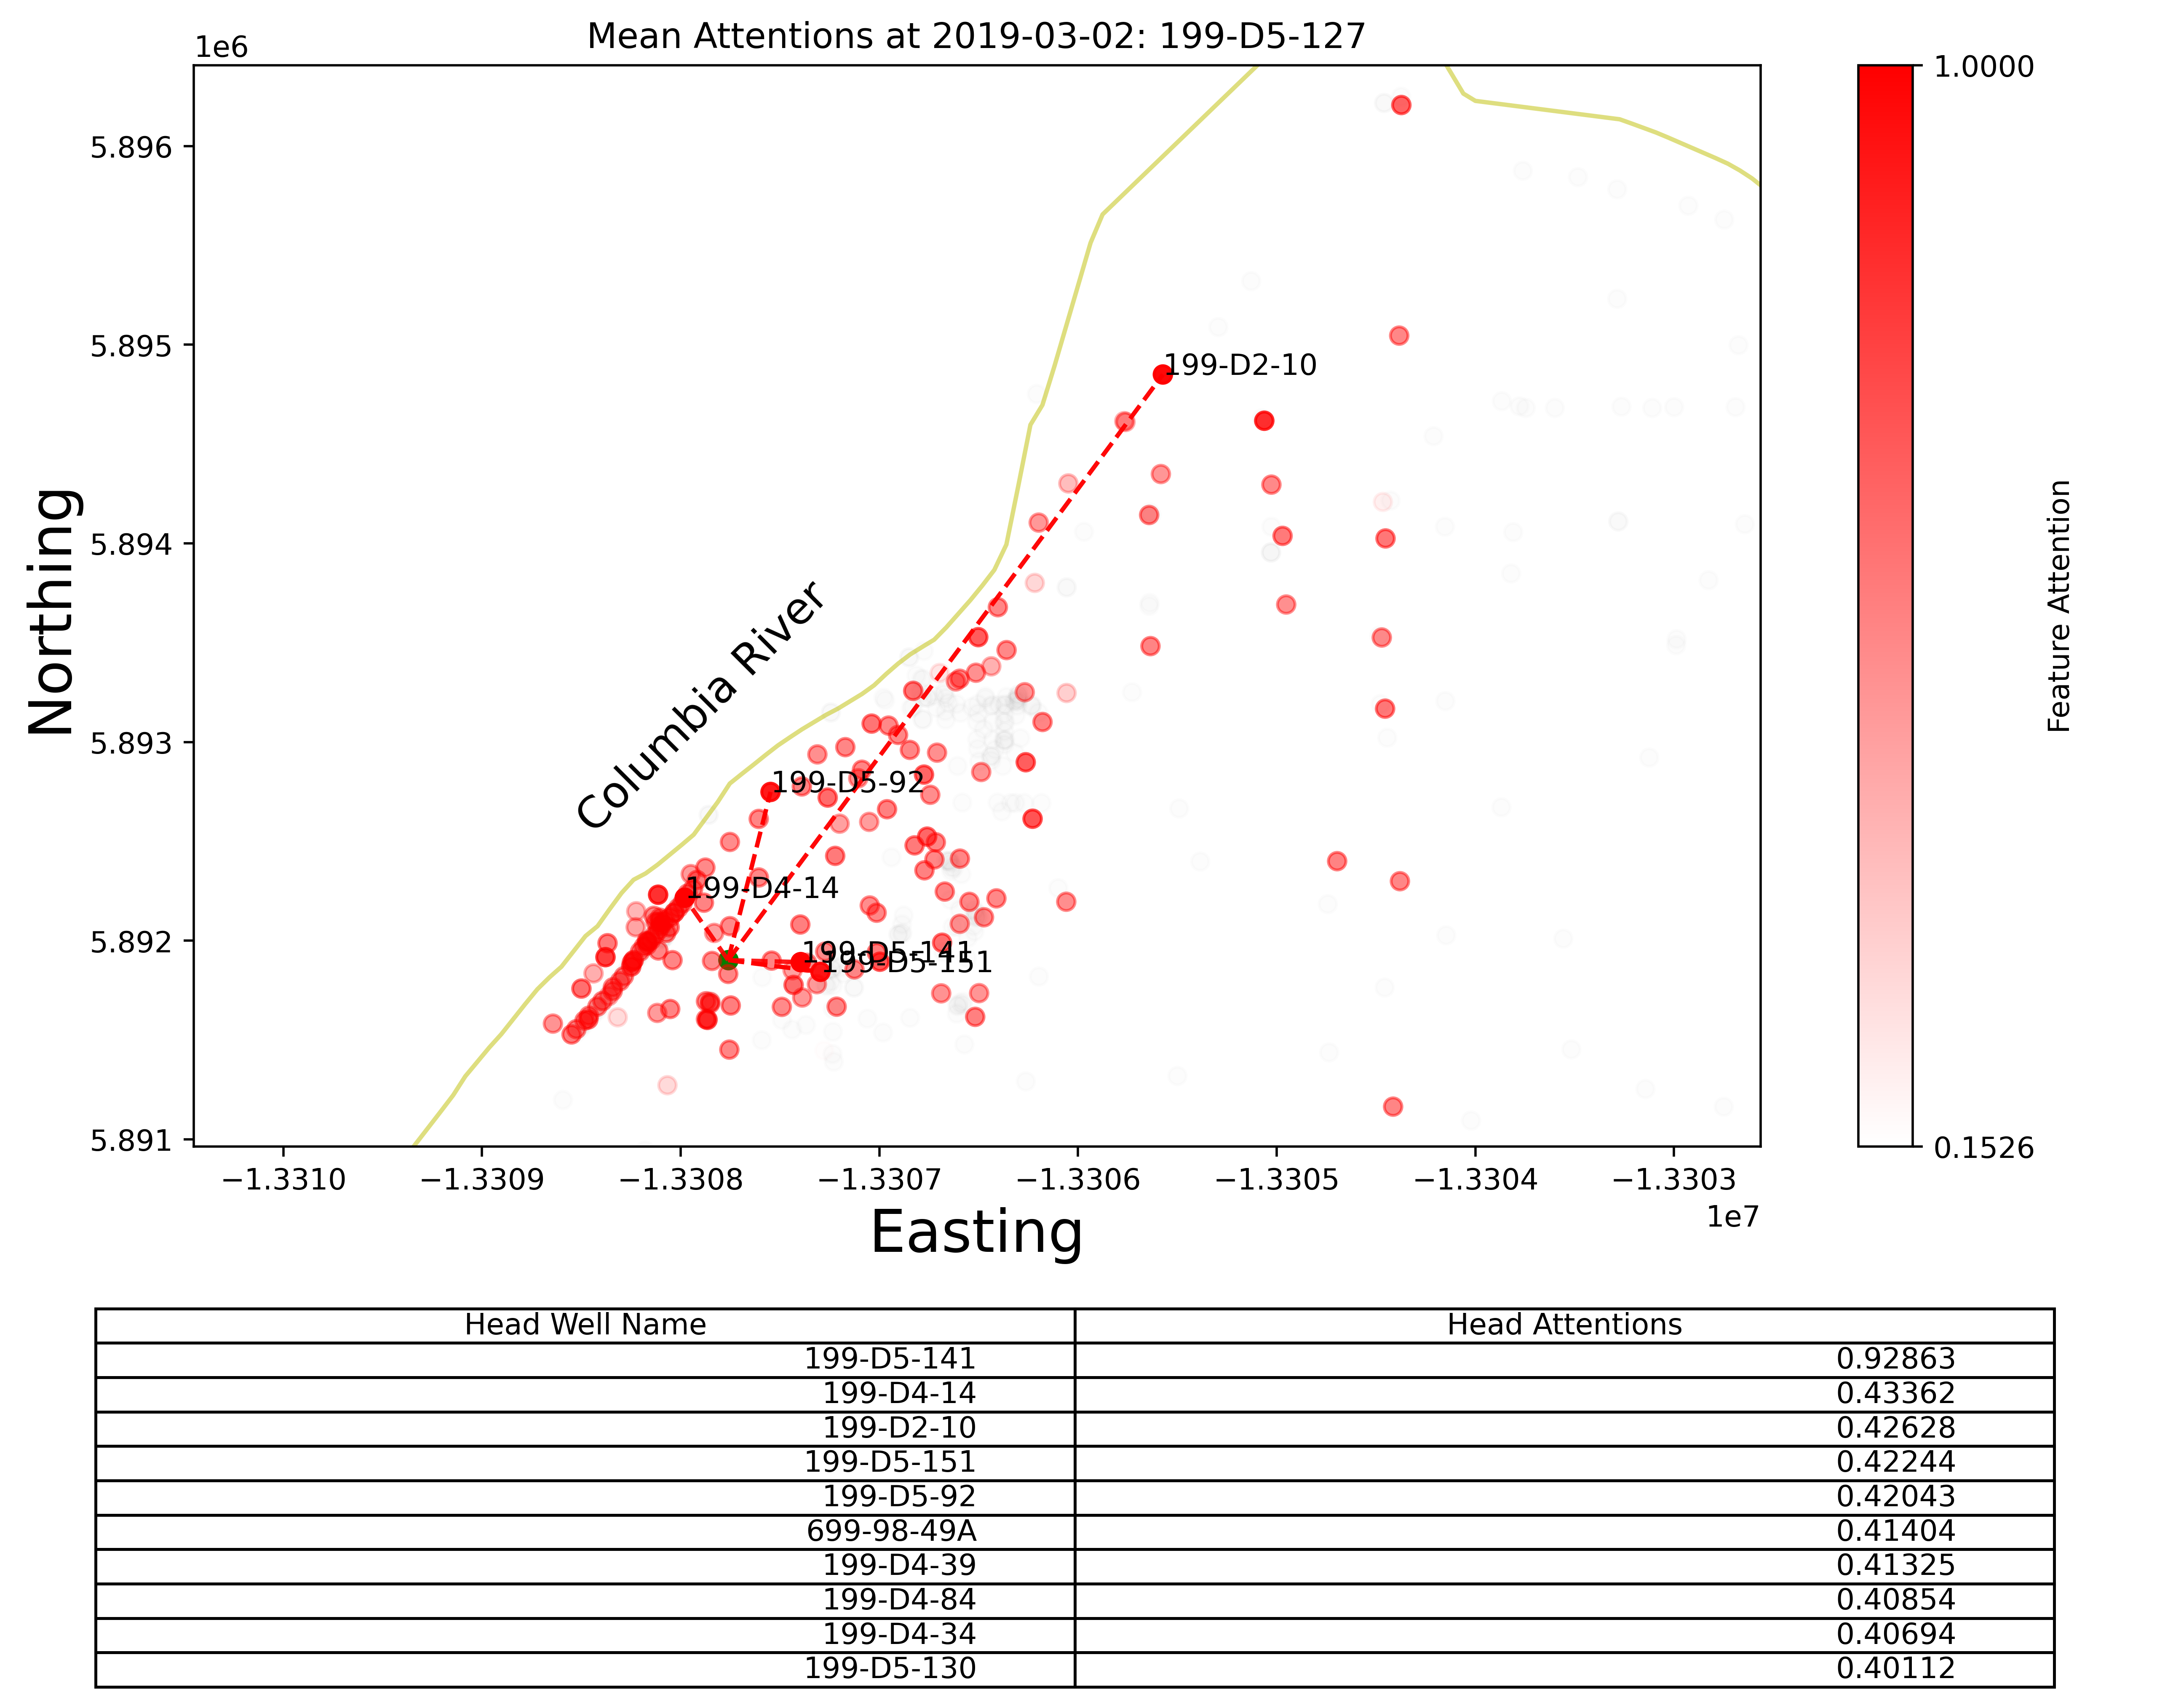 Mean Attentions at 2019-03-02: 199-D5-127
1e6
1.0000
5.896
5.895
5.894
5.893
5.892
5.891
Northing
Columbia River
199-D2-10
199-D5-92
199-D4-14
199-D5-141
199-D5-151
Feature Attention
0.1526
−1.3310
−1.3309
−1.3308
−1.3307
−1.3306
−1.3305
−1.3304
−1.3303
1e7
Easting
Head Well Name Head Attentions
199-D5-141 0.92863
199-D4-14 0.43362
199-D2-10 0.42628
199-D5-151 0.42244
199-D5-92 0.42043
699-98-49A 0.41404
199-D4-39 0.41325
199-D4-84 0.40854
199-D4-34 0.40694
199-D5-130 0.40112